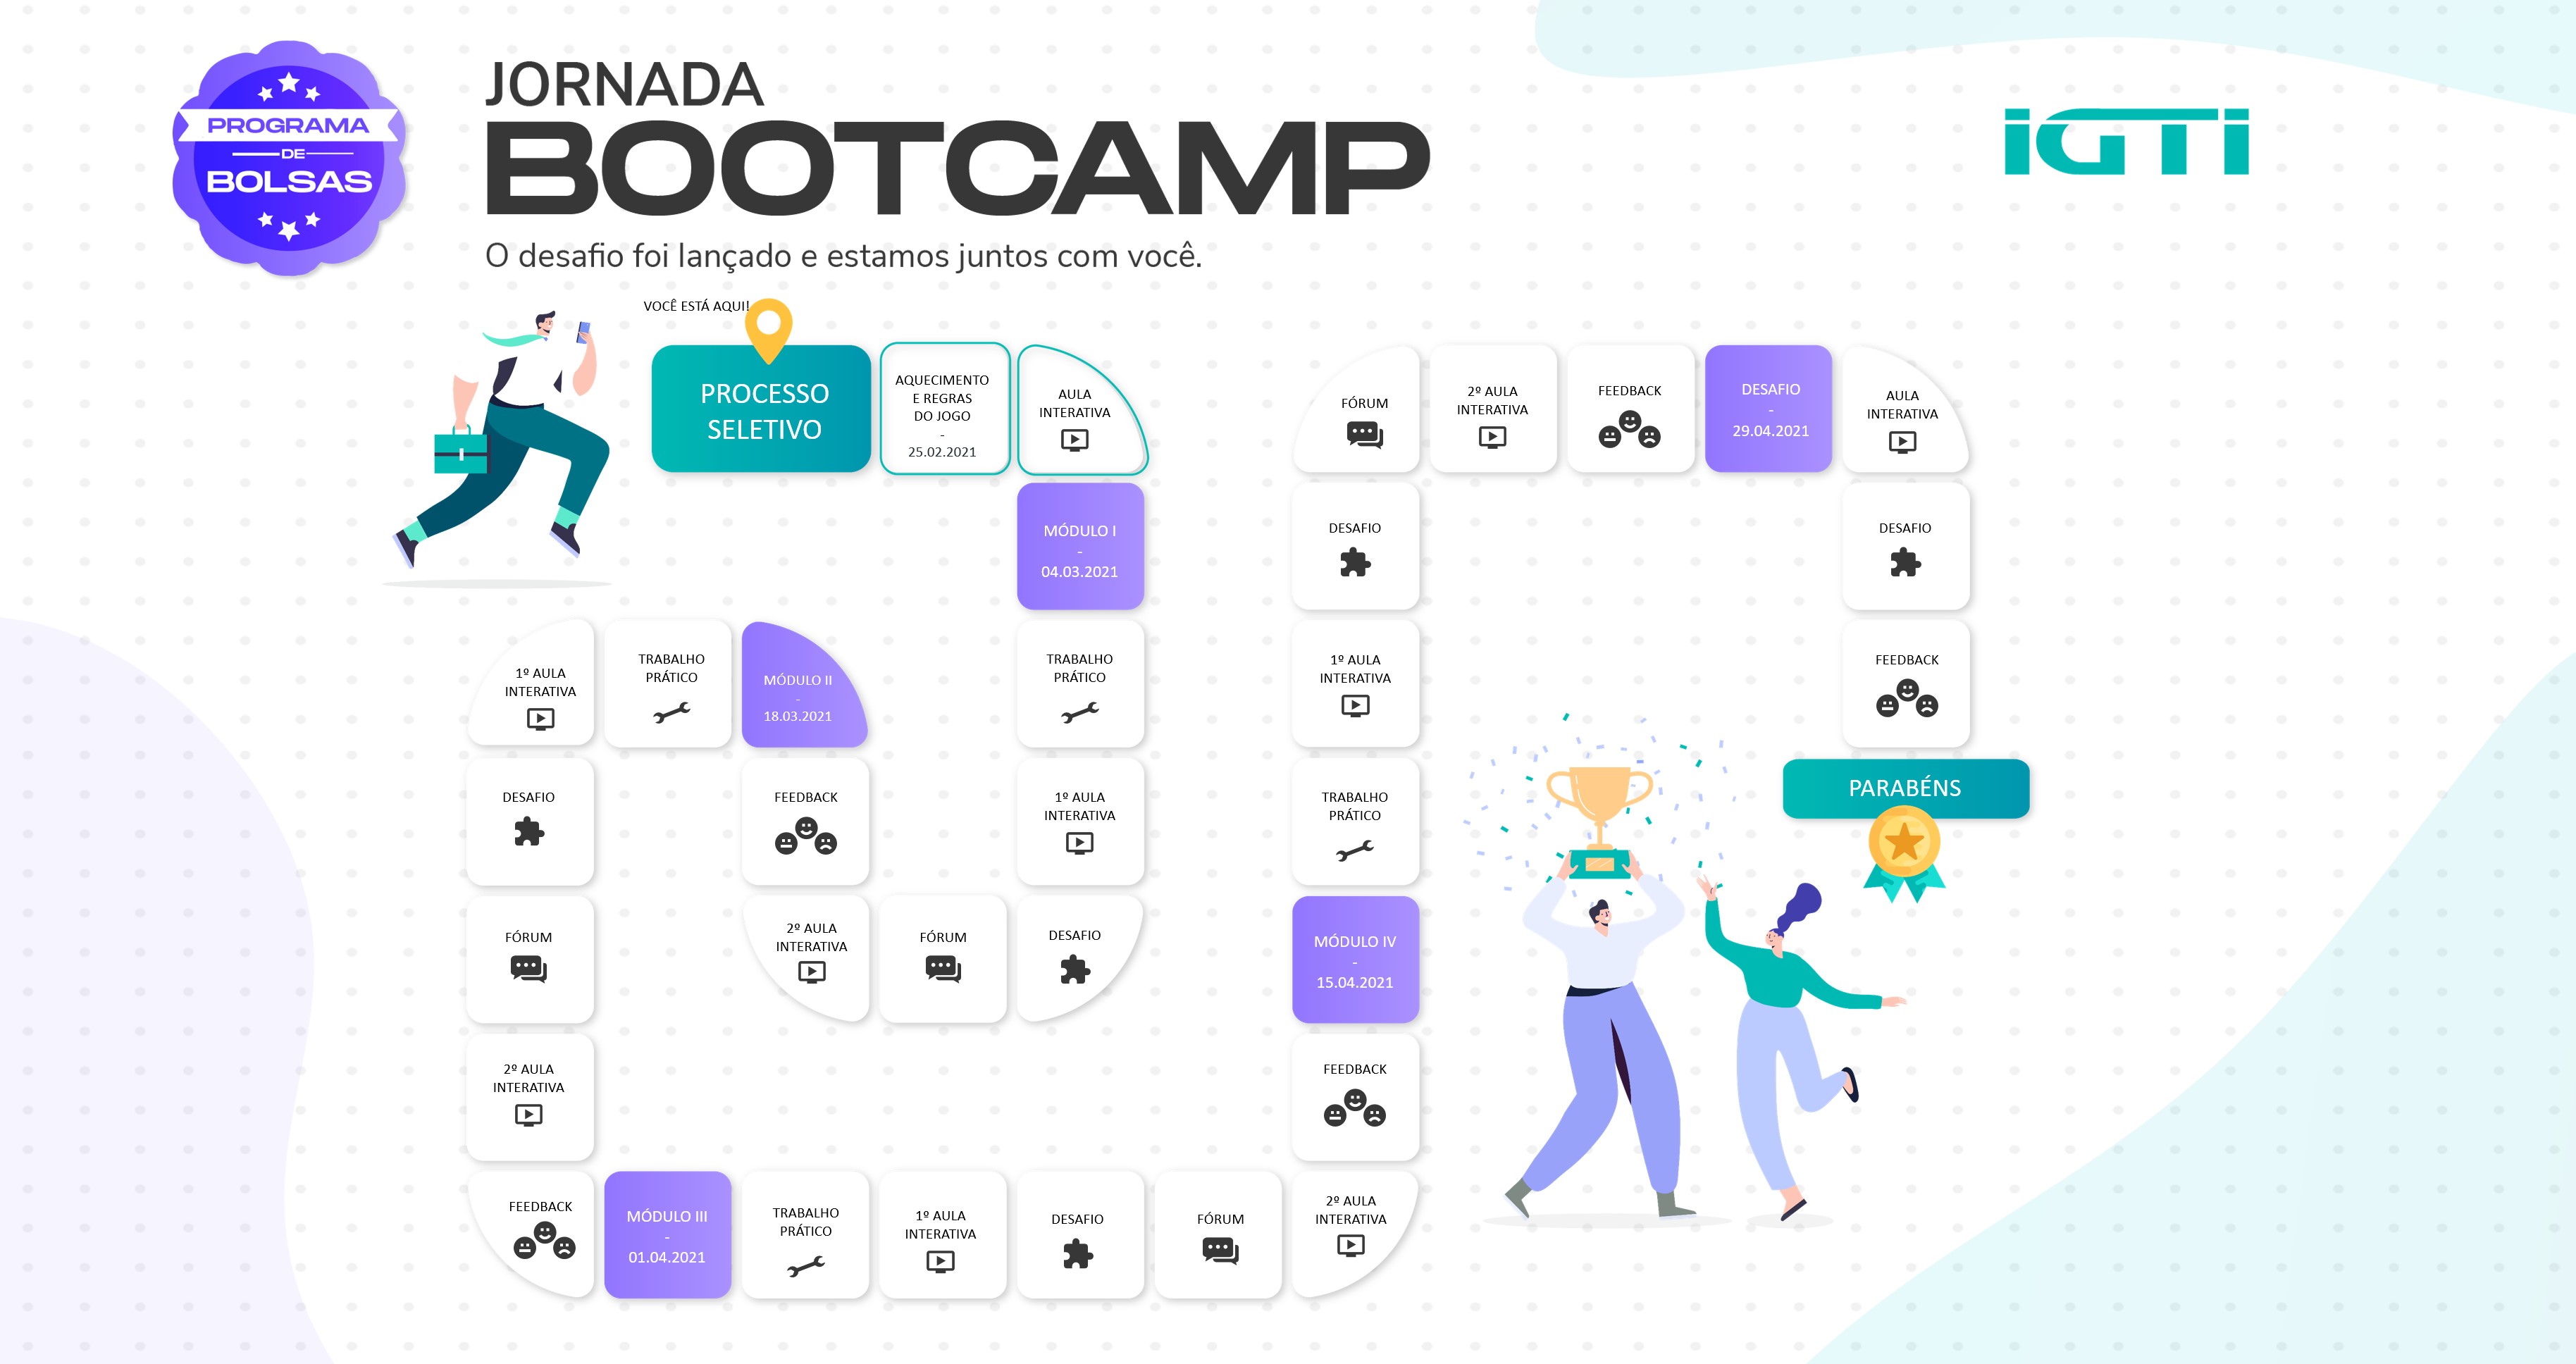 PROGRAMA
DE
BOLSAS
JORNADA
BOOTCAMP
O desafio foi lançado e estamos juntos com você.
iGTi
VOCÊ ESTÁ AQUI!
PROCESSO
SELETIVO
AQUECIMENTO
E REGRAS
DO JOGO
-
25.02.2021
AULA
INTERATIVA
MÓDULO I
-
04.03.2021
TRABALHO
PRÁTICO
1º AULA
INTERATIVA
DESAFIO
FÓRUM
2º AULA
INTERATIVA
FEEDBACK
MÓDULO II
-
18.03.2021
TRABALHO
PRÁTICO
1º AULA
INTERATIVA
DESAFIO
FÓRUM
2º AULA
INTERATIVA
FEEDBACK
MÓDULO III
-
01.04.2021
TRABALHO
PRÁTICO
1º AULA
INTERATIVA
DESAFIO
FÓRUM
2º AULA
INTERATIVA
FEEDBACK
MÓDULO IV
-
15.04.2021
TRABALHO
PRÁTICO
1º AULA
INTERATIVA
DESAFIO
FÓRUM
2º AULA
INTERATIVA
FEEDBACK
DESAFIO
-
29.04.2021
AULA
INTERATIVA
DESAFIO
FEEDBACK
PARABÉNS